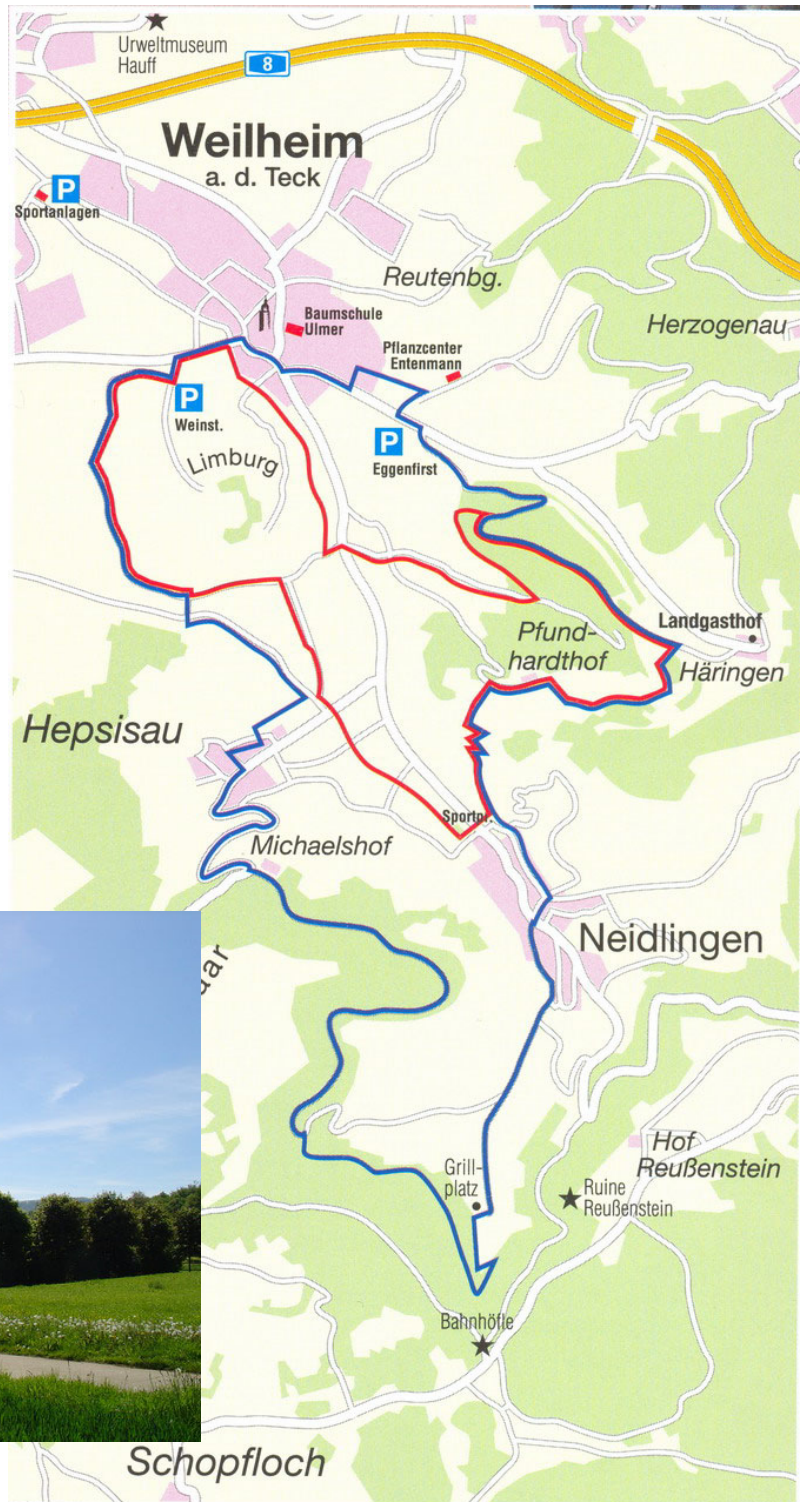 Urweltmuseum
Hauff
8
Weilheim
a. d. Teck
P
Sportanlagen
Reutenbg.
Baumschule
Ulmer
Herzogenau
Pflanzcenter
Entenmann
P
Weinst.
P
Eggenfirst
Limburg
Landgasthof
Pfund-
hardthof
Häringen
Hepsisau
Sportpl.
Michaelshof
Neidlingen
Hof
Reußenstein
Grill-
platz
Ruine
Reußenstein
Bahnhöfle
Schopfloch